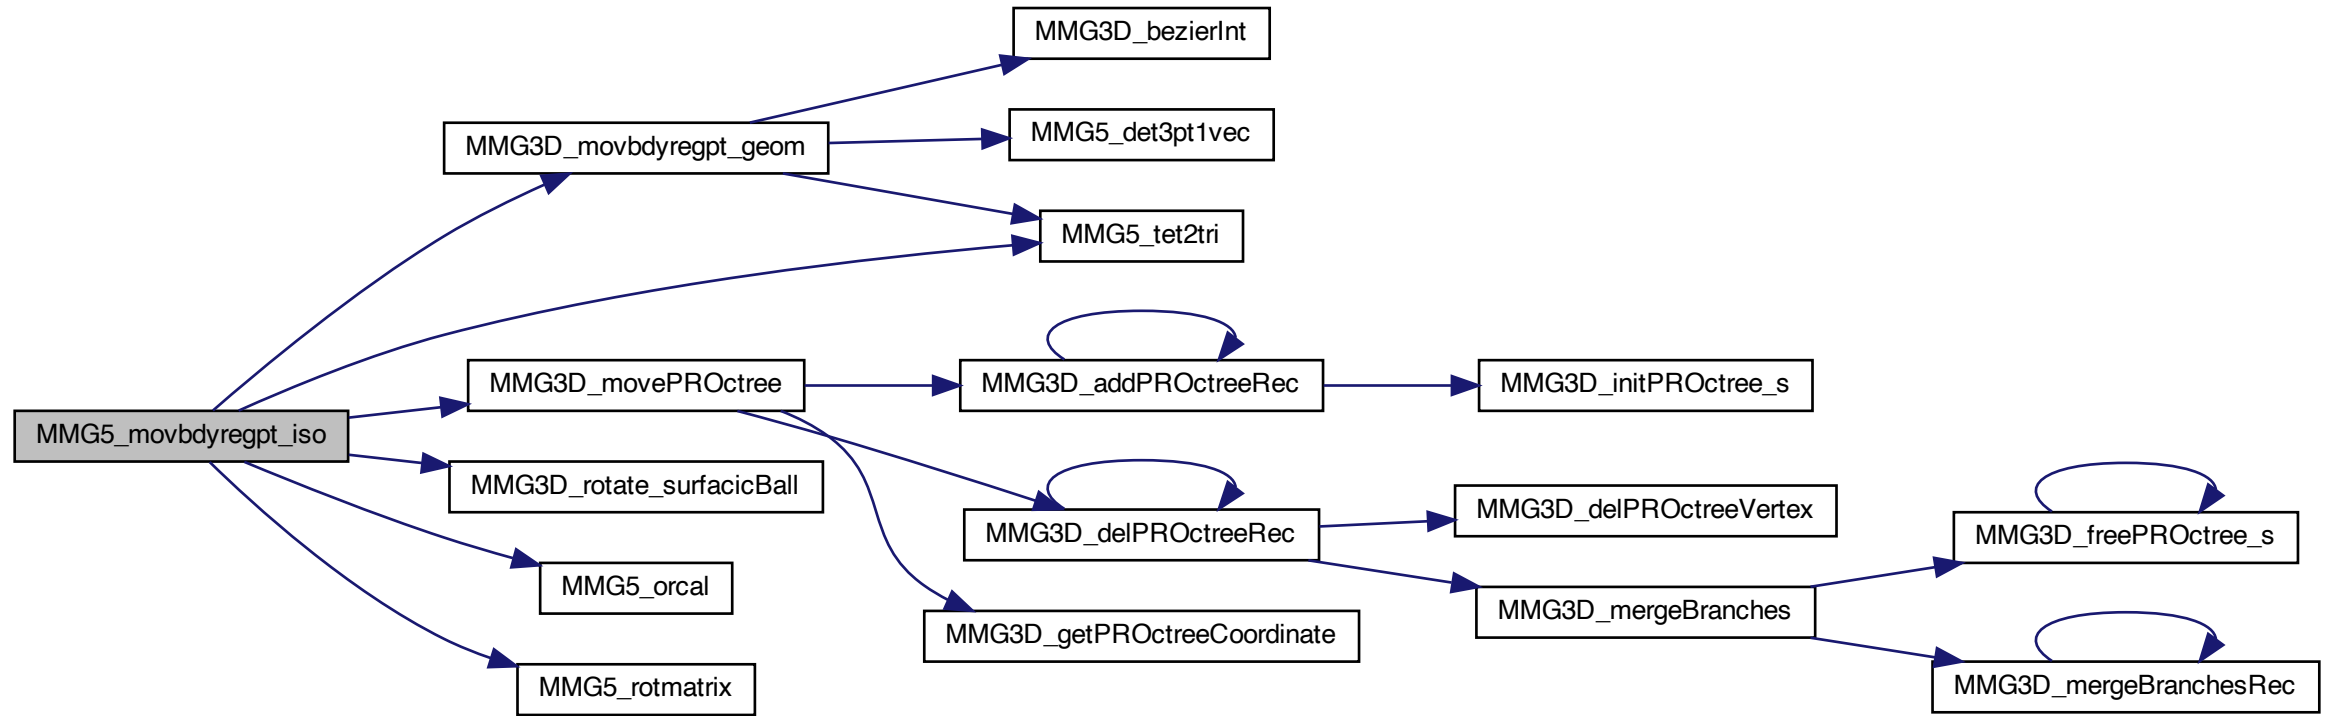 MMG3D_bezierInt
MMG5_det3pt1vec
MMG3D_movbdyregpt_geom
MMG5_tet2tri
MMG3D_movePROctree
MMG3D_addPROctreeRec
MMG3D_initPROctree_s
MMG5_movbdyregpt_iso
MMG3D_rotate_surfacicBall
MMG3D_delPROctreeRec
MMG3D_delPROctreeVertex
MMG3D_freePROctree_s
MMG5_orcal
MMG3D_getPROctreeCoordinate
MMG3D_mergeBranches
MMG5_rotmatrix
MMG3D_mergeBranchesRec